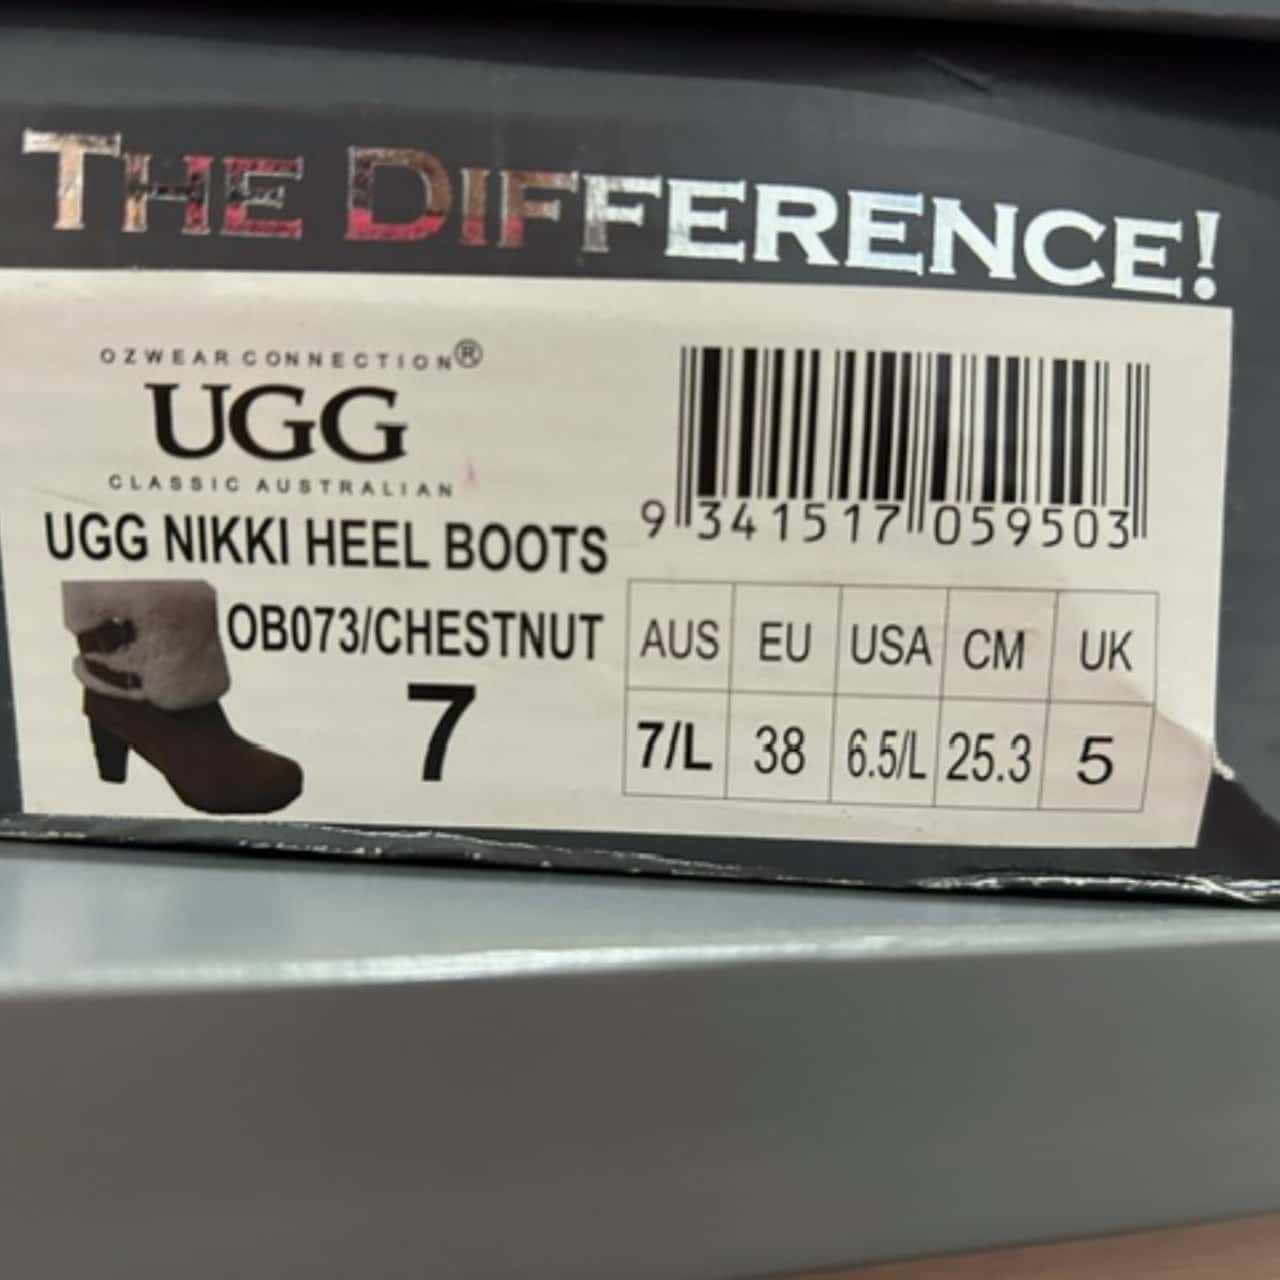 THE DIFFERENCE!
OZWEAR CONNECTION®
UGG
CLASSIC AUSTRALIAN
UGG NIKKI HEEL BOOTS
OB073/CHESTNUT
7
9 341517 059503
AUS EU USA CM UK
7/L 38 6.5/L 25.3 5